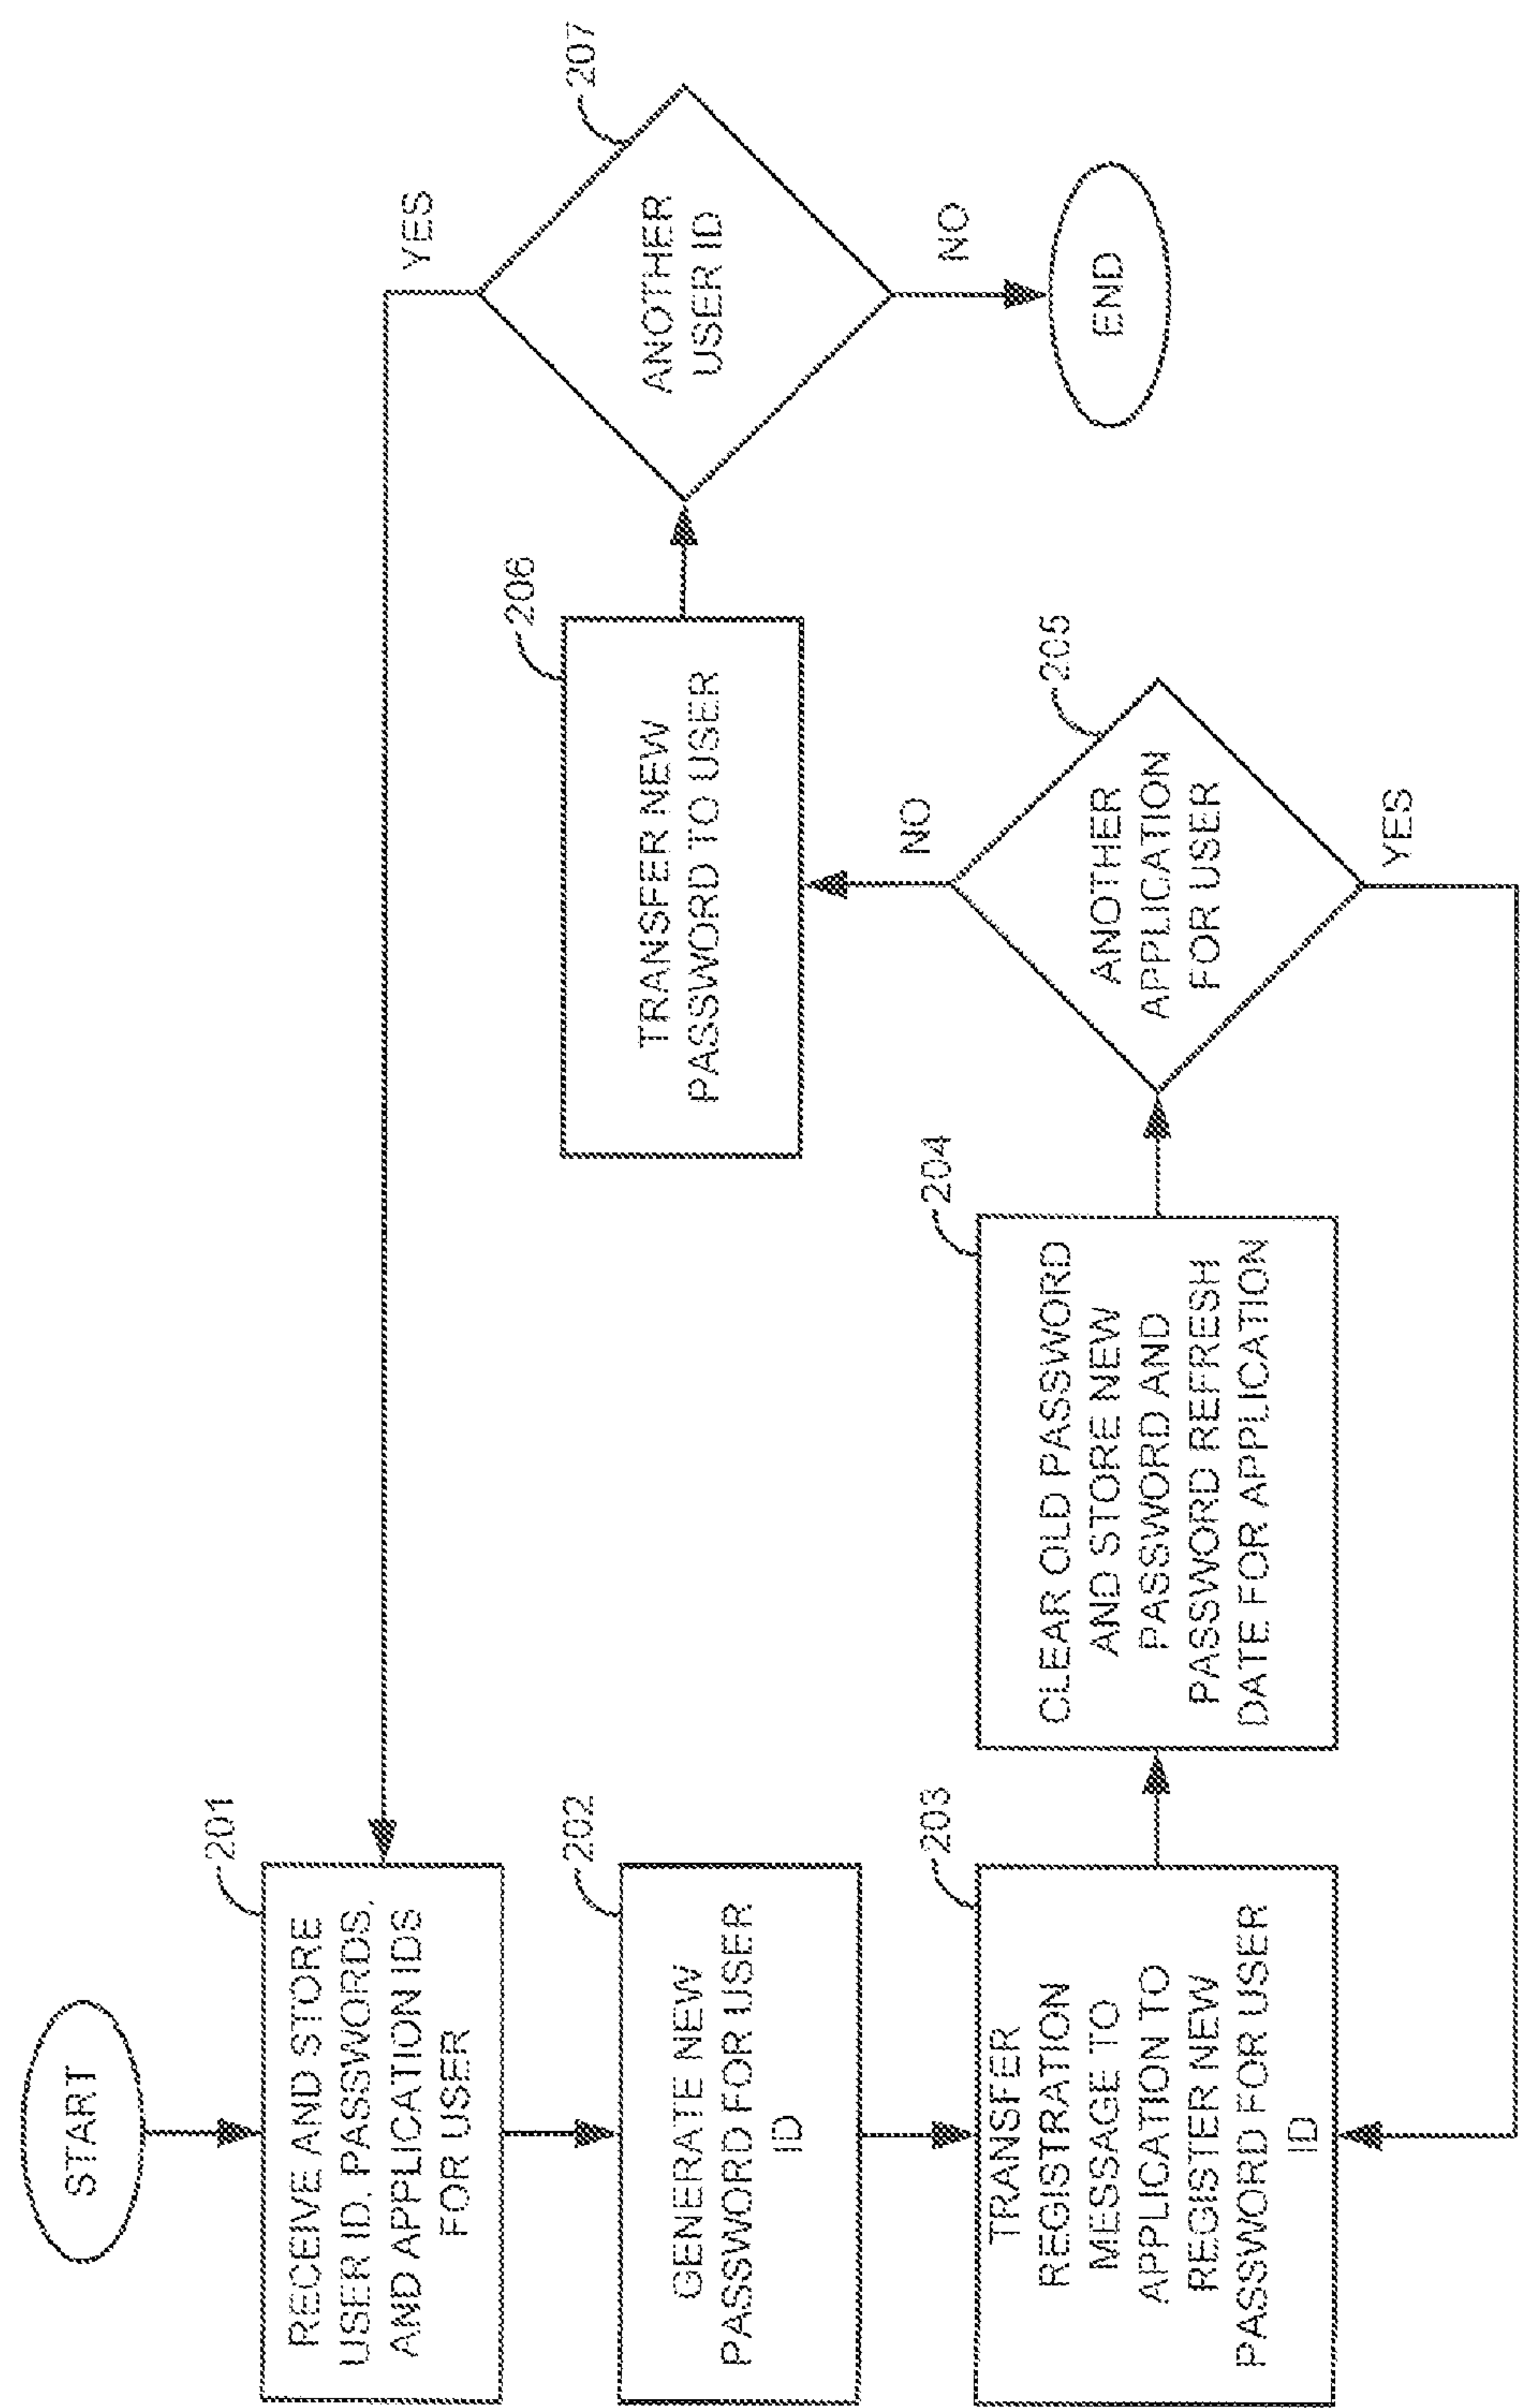 START
201
RECEIVE AND STORE
USER ID, PASSWORDS,
AND APPLICATION IDS
FOR USER
202
GENERATE NEW
PASSWORD FOR USER
ID
203
TRANSFER
REGISTRATION
MESSAGE TO
APPLICATION TO
REGISTER NEW
PASSWORD FOR USER
ID
204
CLEAR OLD PASSWORD
AND STORE NEW
PASSWORD AND
PASSWORD REFRESH
DATE FOR APPLICATION
205
ANOTHER
APPLICATION
FOR USER
YES
NO
206
TRANSFER NEW
PASSWORD TO USER
207
ANOTHER
USER ID
YES
NO
END